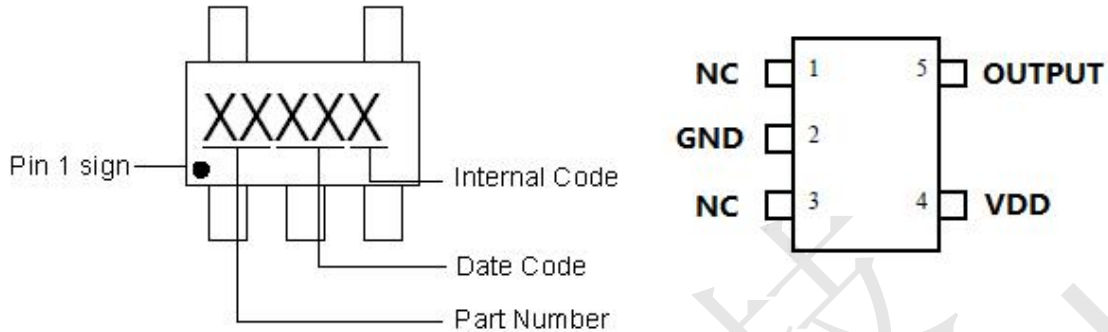 XXXXX
Pin 1 sign
Internal Code
Date Code
Part Number
NC 1 5 OUTPUT
GND 2
NC 3 4 VDD